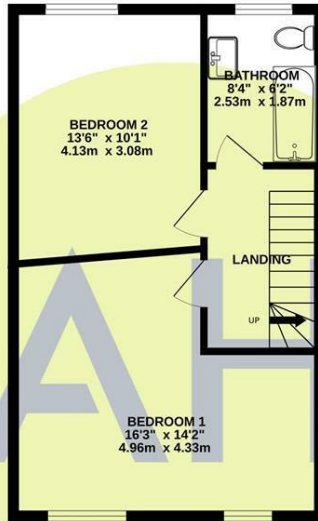 BATHROOM
8'4" x 6'2"
2.53m x 1.87m
BEDROOM 2
13'6" x 10'1"
4.13m x 3.08m
LANDING
UP
BEDROOM 1
16'3" x 14'2"
4.96m x 4.33m